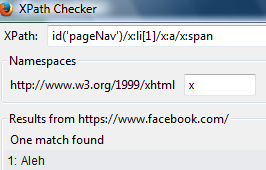 XPath Checker
XPath: id('pageNav')/x:li[1]/x:a/x:span
Namespaces
http://www.w3.org/1999/xhtml x
Results from https://www.facebook.com/
One match found
1: Aleh